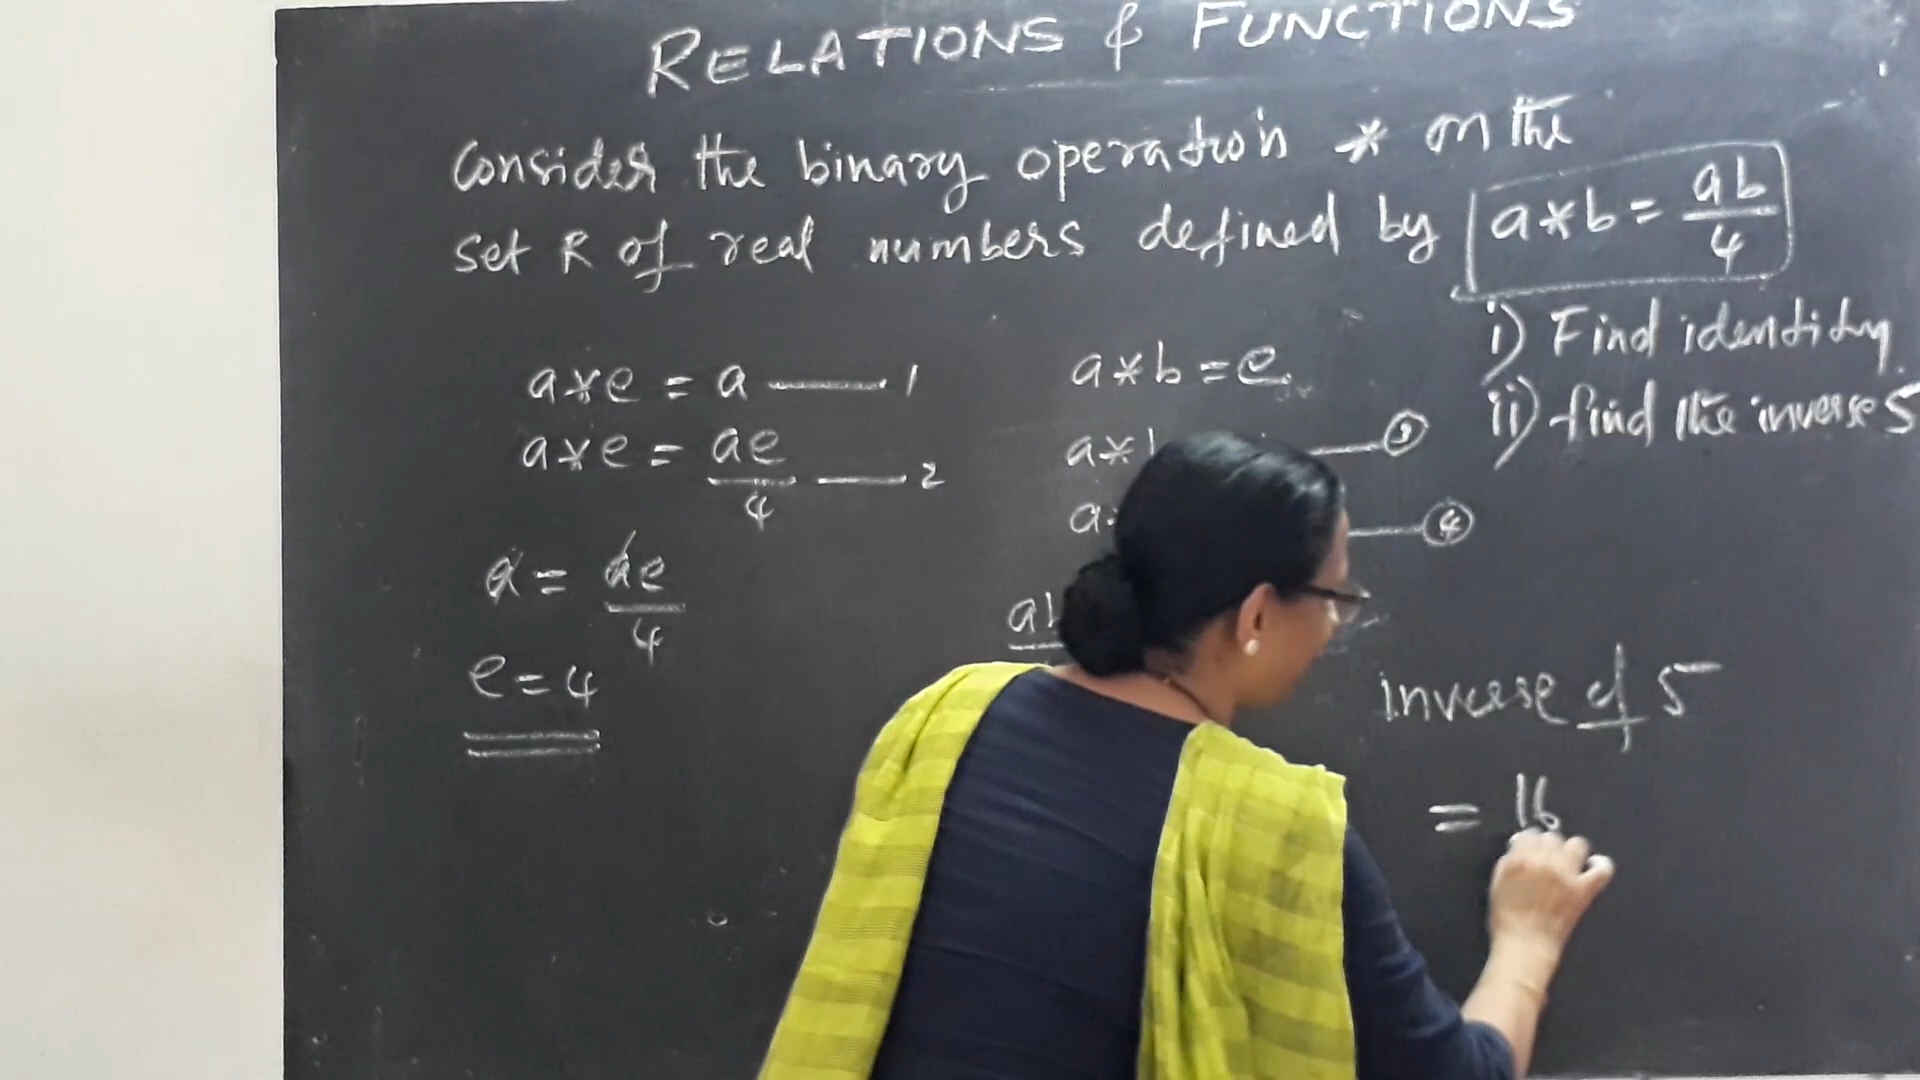 RELATIONS & FUNCTIONS
Consider the binary operation * on the
set R of real numbers defined by a*b = ab/4
i) Find identity
ii) find the inverse 5
a*e = a —— 1
a*e = ae/4 —— 2
a = ae/4
e = 4
a*b = e
a* —— 3
a —— 4
ab
inverse of 5
= 16